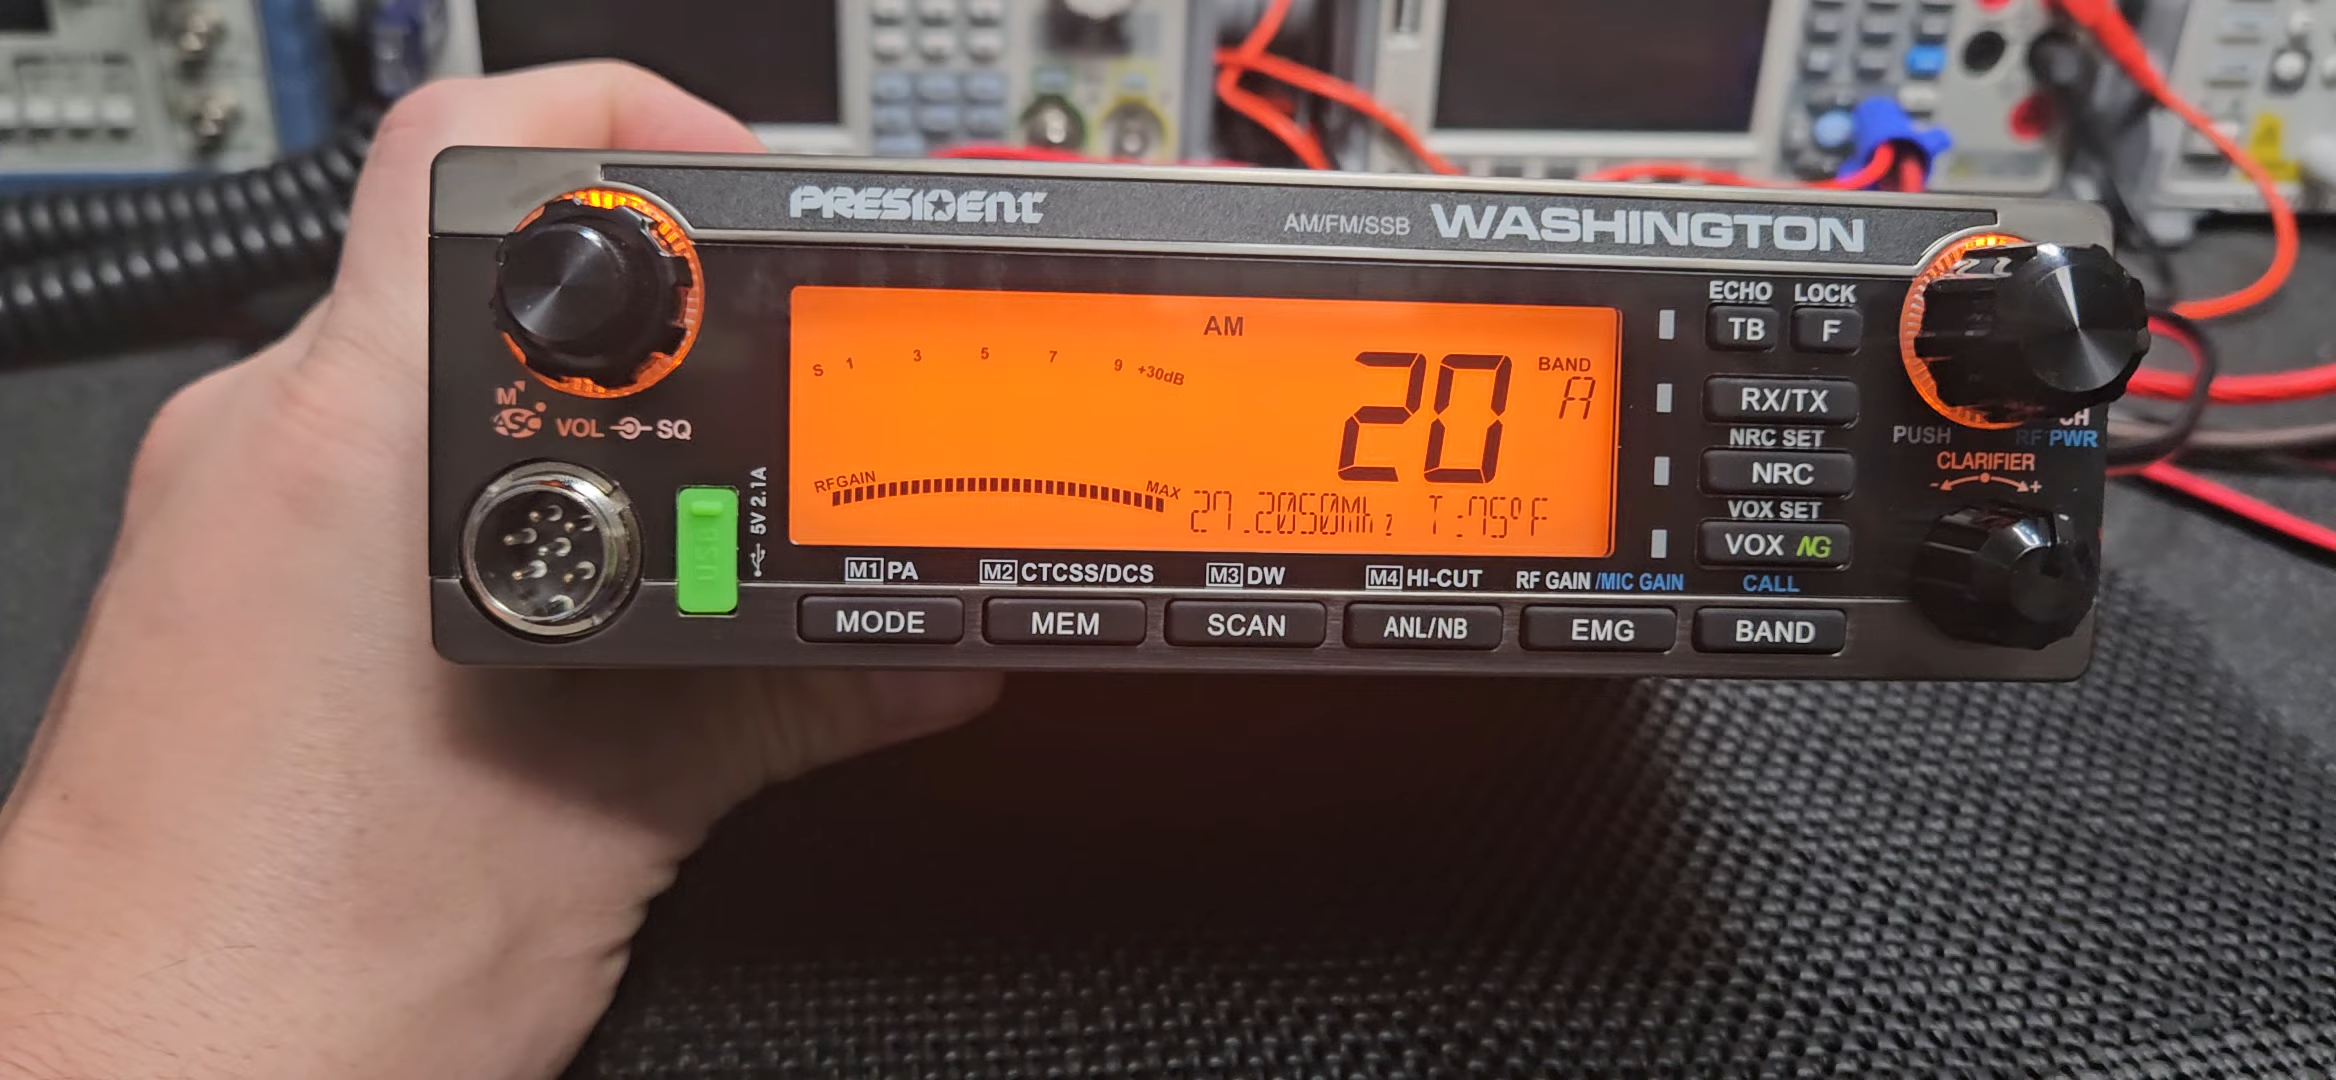 PRESIDENT
AM/FM/SSB WASHINGTON
M
ASC VOL SQ
5V 2.1A
USB
AM
S 1 3 5 7 9 +30dB
20
BAND
A
RF GAIN MAX
27.2050MHz T:75°F
ECHO LOCK
TB F
RX/TX
NRC SET
NRC
VOX SET
VOX NG
CALL
PUSH
CH
RF PWR
CLARIFIER
- +
M1 PA M2 CTCSS/DCS M3 DW M4 HI-CUT RF GAIN /MIC GAIN
MODE MEM SCAN ANL/NB EMG BAND